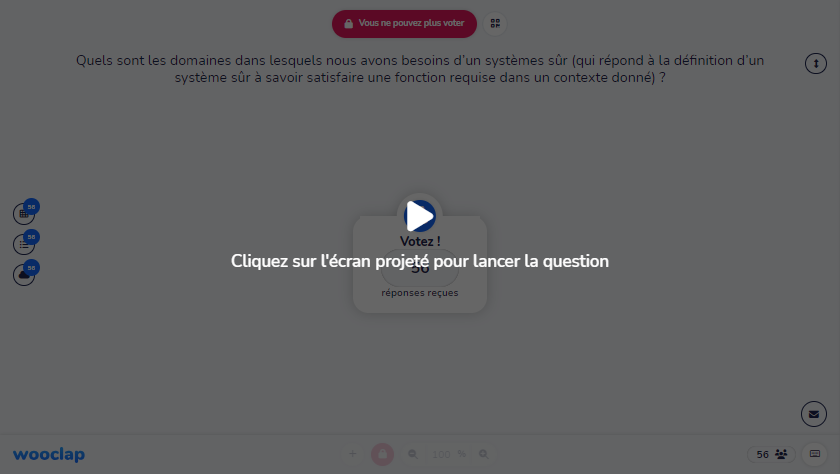 Vous ne pouvez plus voter
Quels sont les domaines dans lesquels nous avons besoins d'un systèmes sûr (qui répond à la définition d'un
système sûr à savoir satisfaire une fonction requise dans un contexte donné) ?
56
56
56
Votez !
Cliquez sur l'écran projeté pour lancer la question
56
réponses reçues
wooclap
+
100 %
56